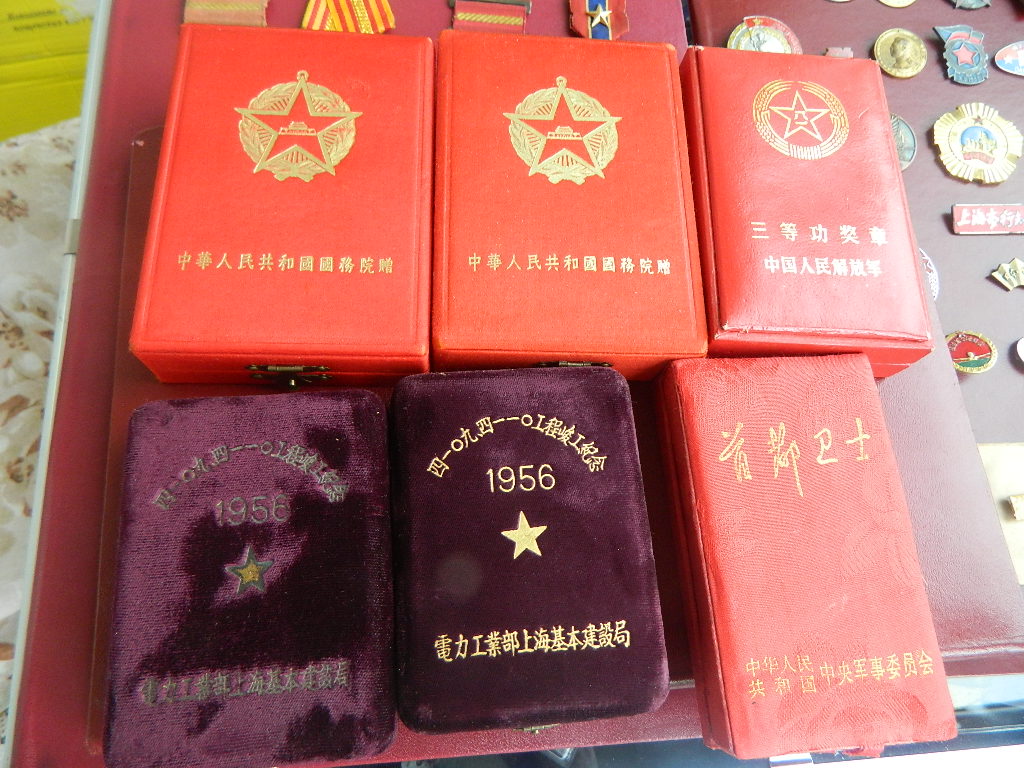 中華人民共和國國務院贈
中華人民共和國國務院贈
三等功奖章
中国人民解放军
四一〇九、四一一〇工程竣工紀念
1956
電力工業部上海基本建設局
四一〇九、四一一〇工程竣工紀念
1956
電力工業部上海基本建設局
首都卫士
中华人民
共和国 中央军事委员会
上海市行